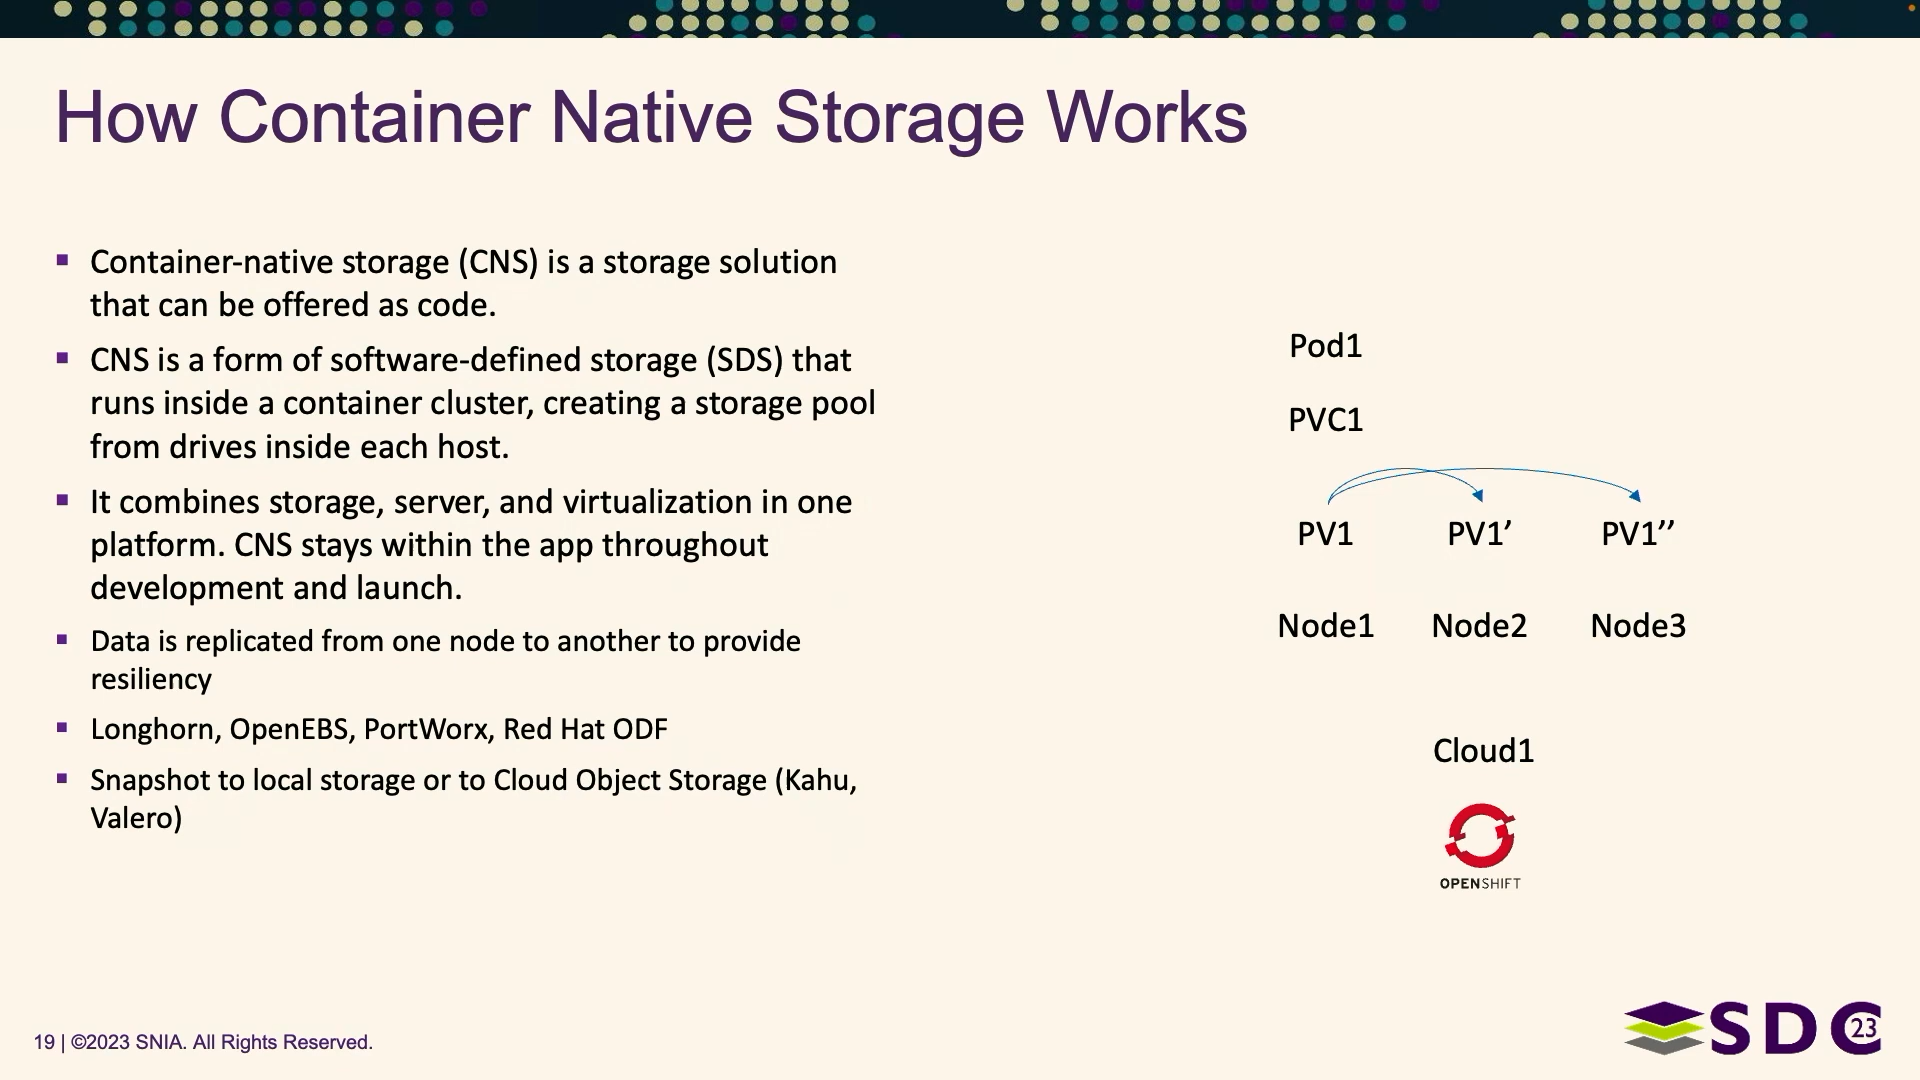 How Container Native Storage Works
Container-native storage (CNS) is a storage solution
that can be offered as code.
CNS is a form of software-defined storage (SDS) that
runs inside a container cluster, creating a storage pool
from drives inside each host.
It combines storage, server, and virtualization in one
platform. CNS stays within the app throughout
development and launch.
Data is replicated from one node to another to provide
resiliency
Longhorn, OpenEBS, PortWorx, Red Hat ODF
Snapshot to local storage or to Cloud Object Storage (Kahu,
Valero)
Pod1
PVC1
PV1 PV1’ PV1’’
Node1 Node2 Node3
Cloud1
OPENSHIFT
19 | ©2023 SNIA. All Rights Reserved.
SDC 23